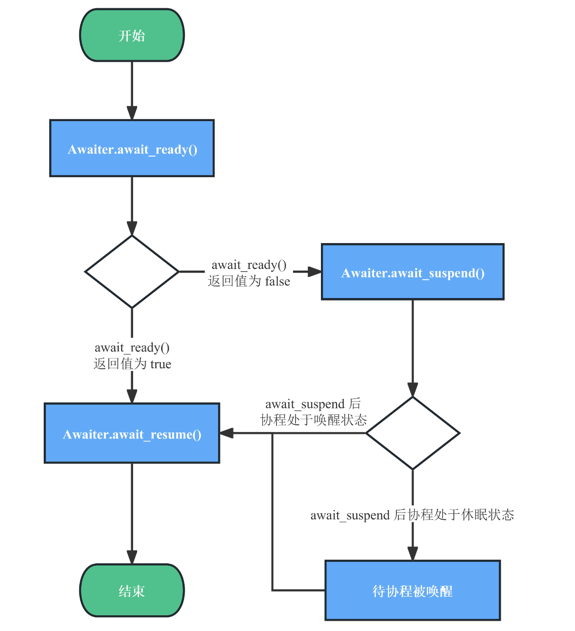 开始
Awaiter.await_ready()
await_ready()
返回值为 false
Awaiter.await_suspend()
await_ready()
返回值为 true
await_suspend 后
协程处于唤醒状态
Awaiter.await_resume()
await_suspend 后协程处于休眠状态
待协程被唤醒
结束